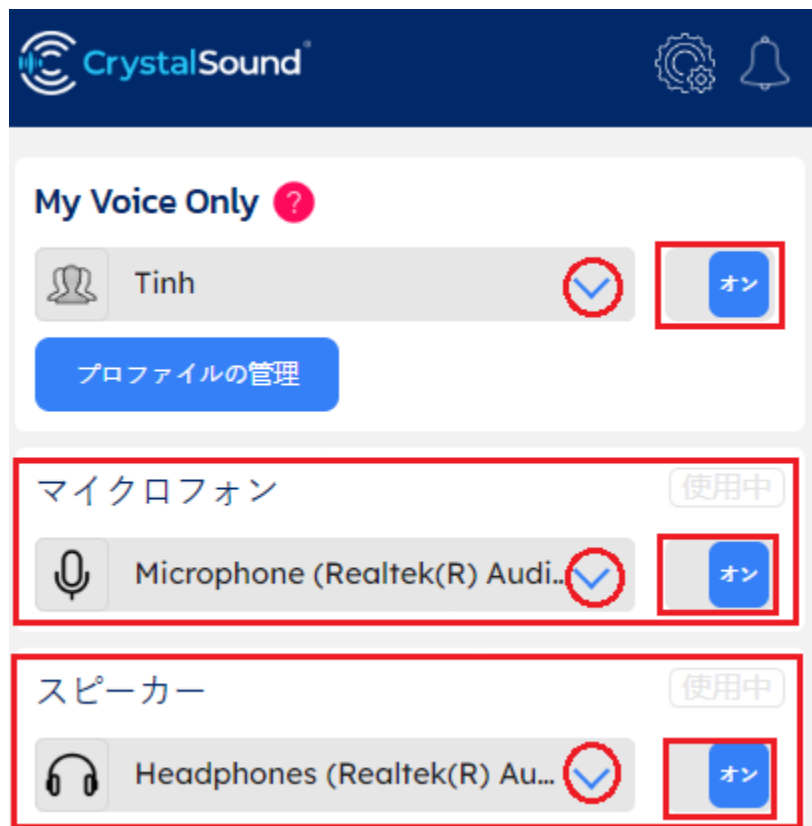 CrystalSound®
My Voice Only ?
Tinh オン
プロファイルの管理
マイクロフォン 使用中
Microphone (Realtek(R) Audi... オン
スピーカー 使用中
Headphones (Realtek(R) Au... オン